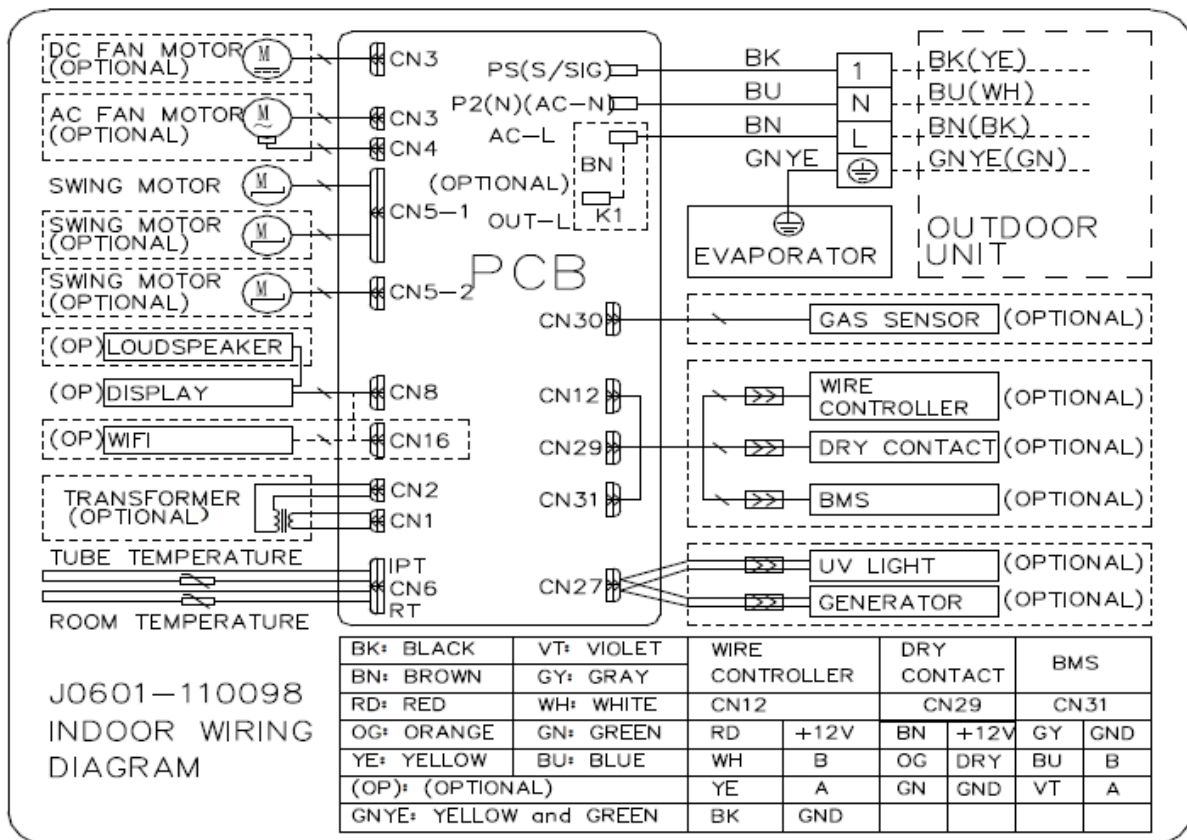 DC FAN MOTOR
(OPTIONAL)
M
CN3
AC FAN MOTOR
(OPTIONAL)
M
~
CN3
CN4
SWING MOTOR
M
CN5-1
SWING MOTOR
(OPTIONAL)
M
SWING MOTOR
(OPTIONAL)
M
CN5-2
(OP) LOUDSPEAKER
(OP) DISPLAY
CN8
(OP) WIFI
CN16
TRANSFORMER
(OPTIONAL)
CN2
CN1
TUBE TEMPERATURE
IPT
CN6
RT
ROOM TEMPERATURE
PCB
PS(S/SIG)
P2(N)(AC-N)
AC-L
BN
(OPTIONAL)
OUT-L
K1
CN30
CN12
CN29
CN31
CN27
BK 1 BK(YE)
BU N BU(WH)
BN L BN(BK)
GNYE GNYE(GN)
EVAPORATOR
OUTDOOR
UNIT
GAS SENSOR (OPTIONAL)
WIRE
CONTROLLER (OPTIONAL)
DRY CONTACT (OPTIONAL)
BMS (OPTIONAL)
UV LIGHT (OPTIONAL)
GENERATOR (OPTIONAL)
J0601-110098
INDOOR WIRING
DIAGRAM
BK: BLACK VT: VIOLET
BN: BROWN GY: GRAY
RD: RED WH: WHITE
OG: ORANGE GN: GREEN
YE: YELLOW BU: BLUE
(OP): (OPTIONAL)
GNYE: YELLOW and GREEN
WIRE
CONTROLLER
DRY
CONTACT
BMS
CN12 CN29 CN31
RD +12V BN +12V GY GND
WH B OG DRY BU B
YE A GN GND VT A
BK GND